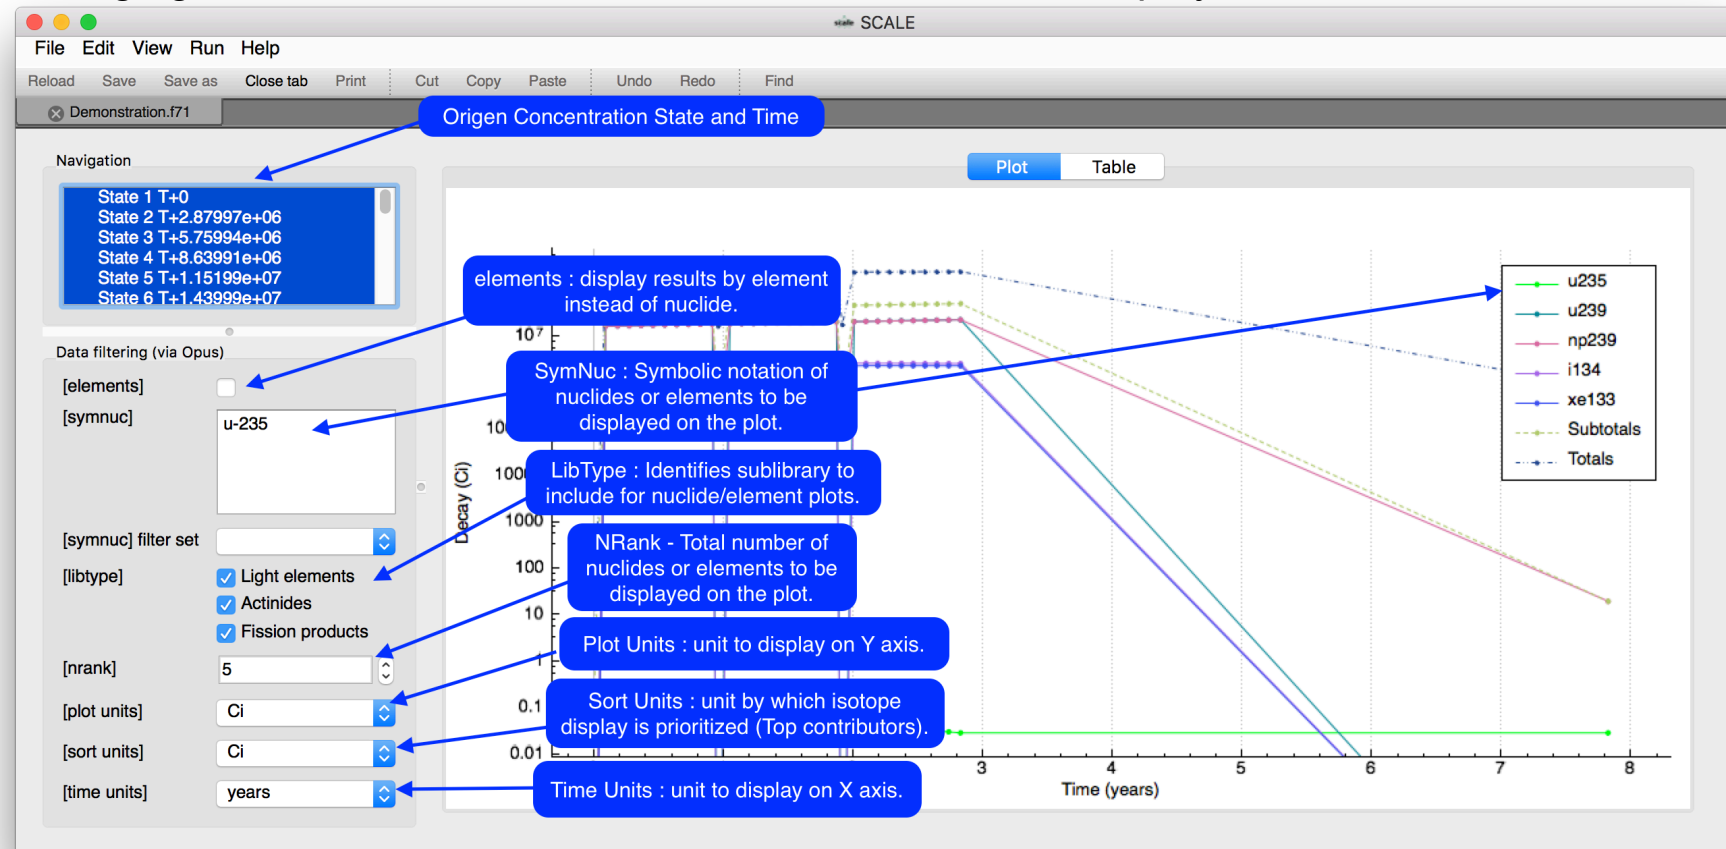 SCALE
File Edit View Run Help
Reload Save Save as Close tab Print Cut Copy Paste Undo Redo Find
Demonstration.f71
Origen Concentration State and Time
Navigation
State 1 T+0
State 2 T+2.87997e+06
State 3 T+5.75994e+06
State 4 T+8.63991e+06
State 5 T+1.15199e+07
State 6 T+1.43999e+07
Data filtering (via Opus)
[elements]
[symnuc]
u-235
[symnuc] filter set
[libtype]
Light elements
Actinides
Fission products
[nrank]
5
[plot units]
Ci
[sort units]
Ci
[time units]
years
Plot Table
elements : display results by element
instead of nuclide.
SymNuc : Symbolic notation of
nuclides or elements to be
displayed on the plot.
LibType : Identifies sublibrary to
include for nuclide/element plots.
NRank - Total number of
nuclides or elements to be
displayed on the plot.
Plot Units : unit to display on Y axis.
Sort Units : unit by which isotope
display is prioritized (Top contributors).
Time Units : unit to display on X axis.
Decay (Ci)
10⁷
1000
100
10
1
0.1
0.01
3 4 5 6 7 8
Time (years)
u235
u239
np239
i134
xe133
Subtotals
Totals